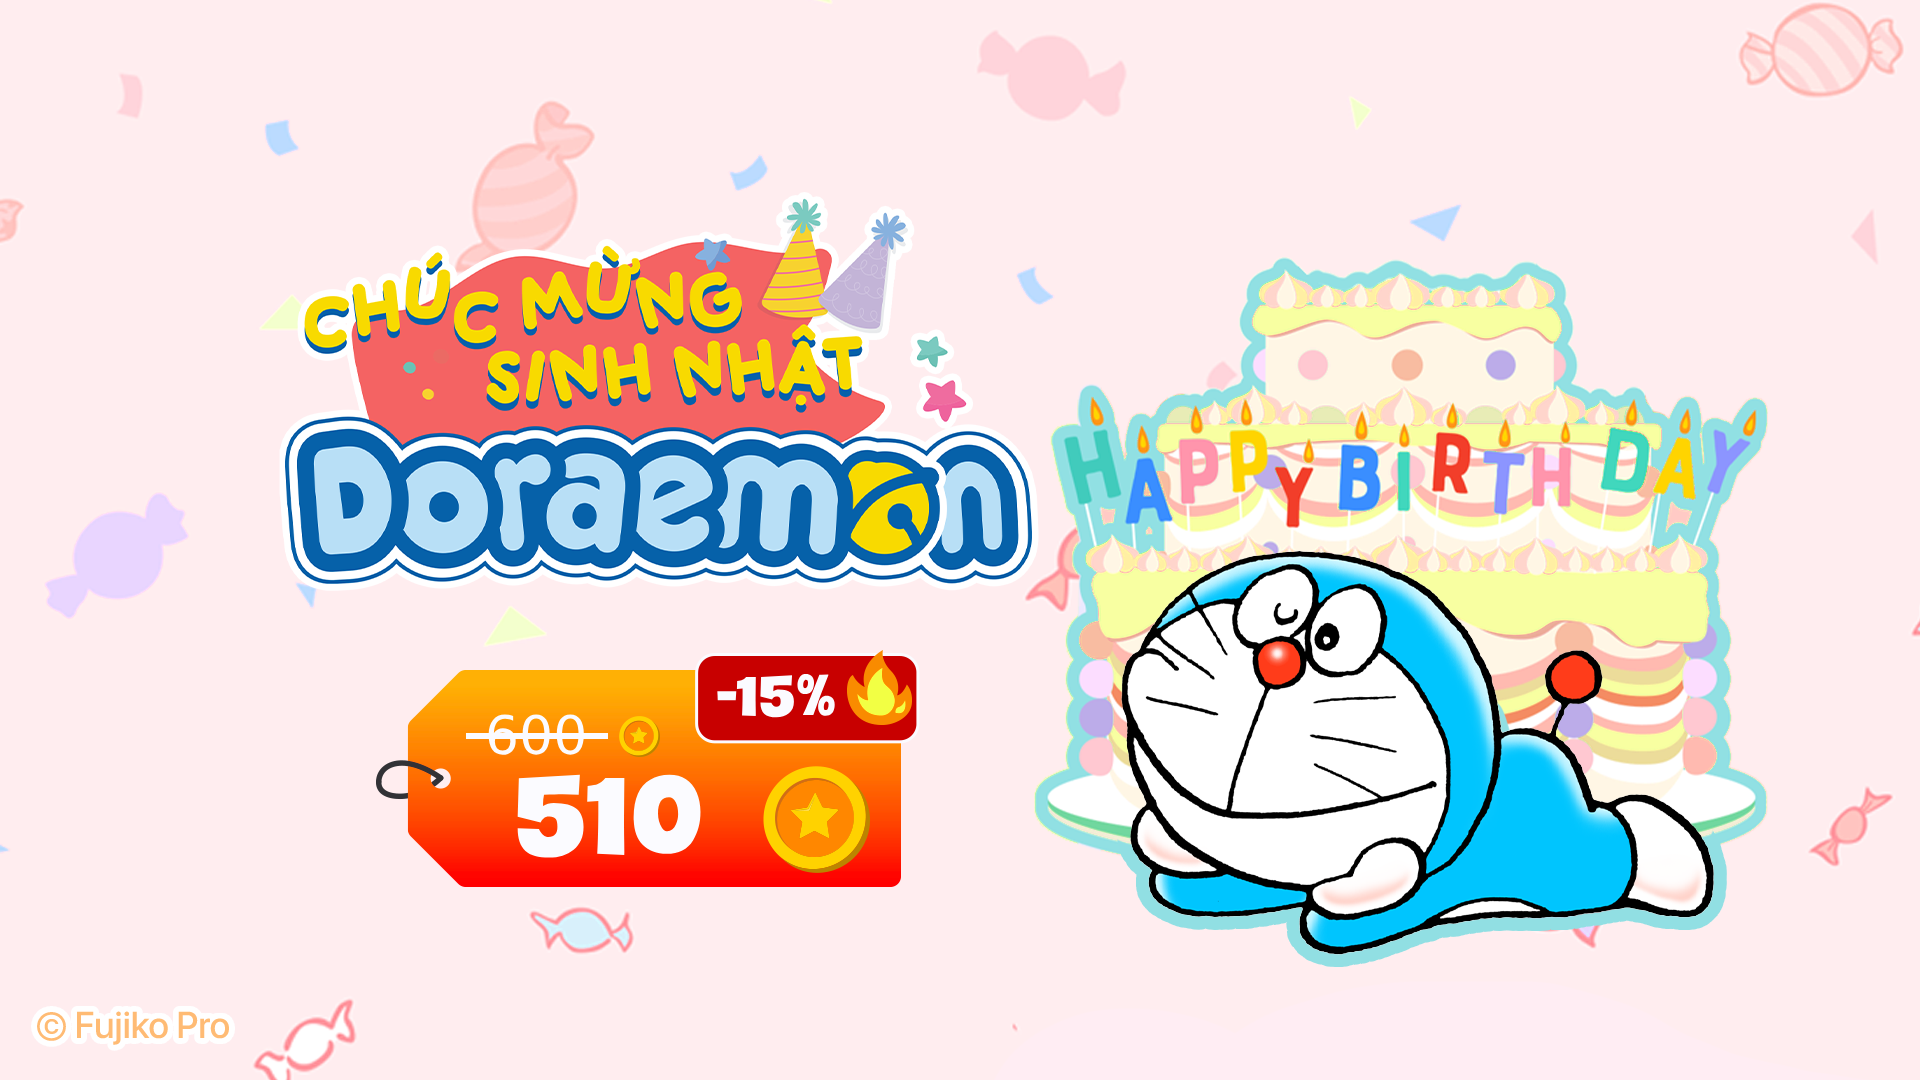 CHÚC MỪNG
SINH NHẬT
Doraemon
-15%
600
510
HAPPY BIRTHDAY
© Fujiko Pro